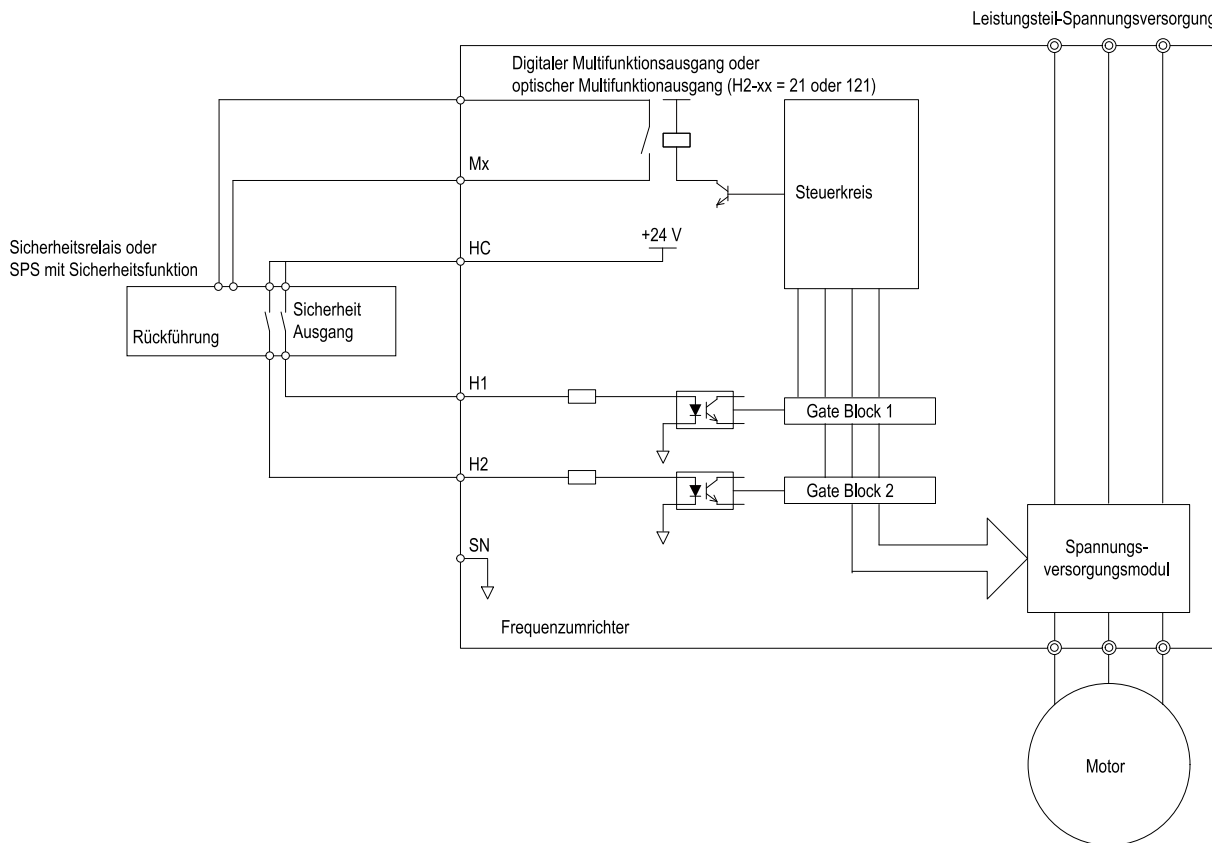 Leistungsteil-Spannungsversorgung
Digitaler Multifunktionsausgang oder
optischer Multifunktionausgang (H2-xx = 21 oder 121)
Mx
Steuerkreis
+24 V
HC
Sicherheitsrelais oder
SPS mit Sicherheitsfunktion
Sicherheit
Ausgang
Rückführung
H1
Gate Block 1
H2
Gate Block 2
SN
Spannungs-
versorgungsmodul
Frequenzumrichter
Motor